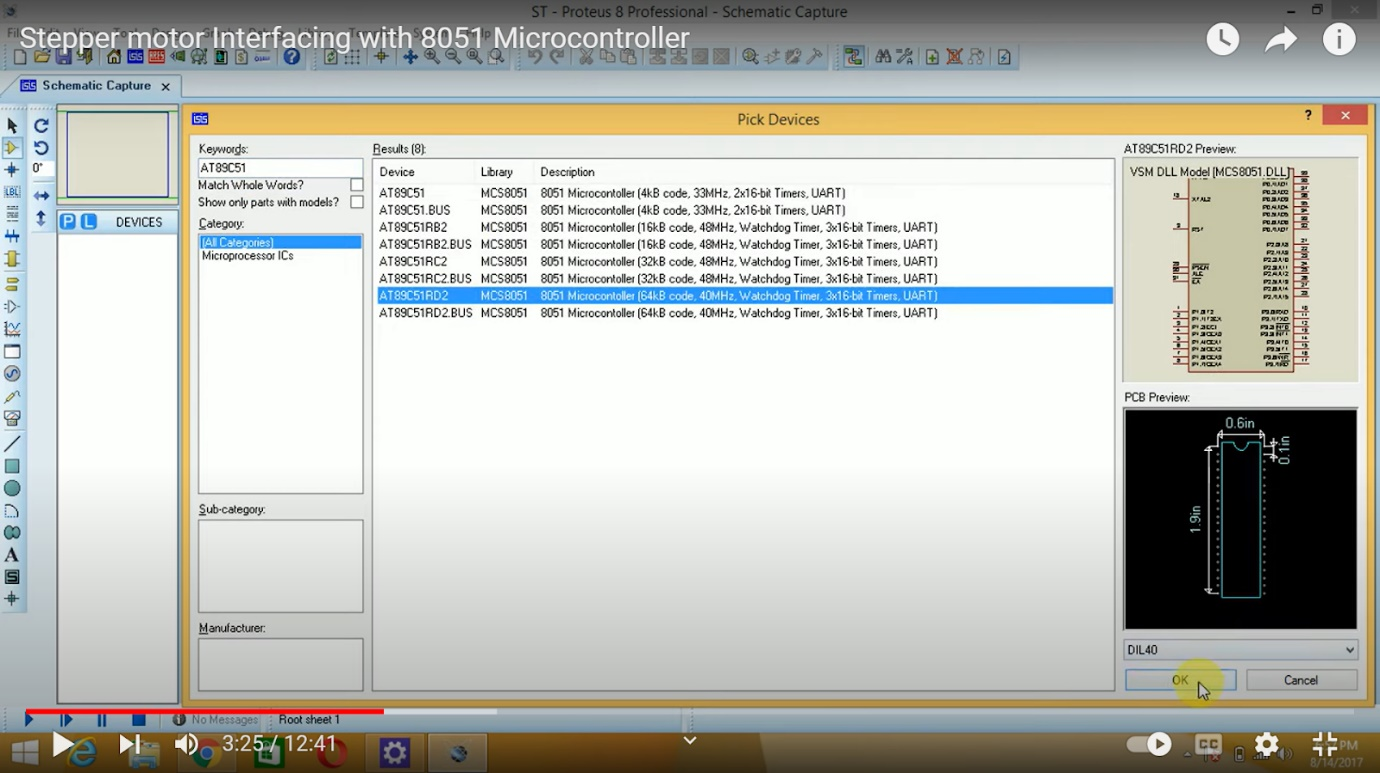 ST - Proteus 8 Professional - Schematic Capture
Stepper motor Interfacing with 8051 Microcontroller
Schematic Capture
Pick Devices
Keywords:
AT89C51
Match Whole Words?
Show only parts with models?
Category:
(All Categories)
Microprocessor ICs
Sub-category:
Manufacturer:
0°
LBL
P L DEVICES
Results (8):
Device Library Description
AT89C51 MCS8051 8051 Microcontoller (4kB code, 33MHz, 2x16-bit Timers, UART)
AT89C51.BUS MCS8051 8051 Microcontoller (4kB code, 33MHz, 2x16-bit Timers, UART)
AT89C51RB2 MCS8051 8051 Microcontoller (16kB code, 48MHz, Watchdog Timer, 3x16-bit Timers, UART)
AT89C51RB2.BUS MCS8051 8051 Microcontoller (16kB code, 48MHz, Watchdog Timer, 3x16-bit Timers, UART)
AT89C51RC2 MCS8051 8051 Microcontoller (32kB code, 48MHz, Watchdog Timer, 3x16-bit Timers, UART)
AT89C51RC2.BUS MCS8051 8051 Microcontoller (32kB code, 48MHz, Watchdog Timer, 3x16-bit Timers, UART)
AT89C51RD2 MCS8051 8051 Microcontoller (64kB code, 40MHz, Watchdog Timer, 3x16-bit Timers, UART)
AT89C51RD2.BUS MCS8051 8051 Microcontoller (64kB code, 40MHz, Watchdog Timer, 3x16-bit Timers, UART)
AT89C51RD2 Preview:
VSM DLL Model [MCS8051.DLL]
PCB Preview:
0.6in
0.1in
1.9in
DIL40
OK Cancel
No Messages Root sheet 1
3:25 / 12:41
CC
PM
8/14/2017